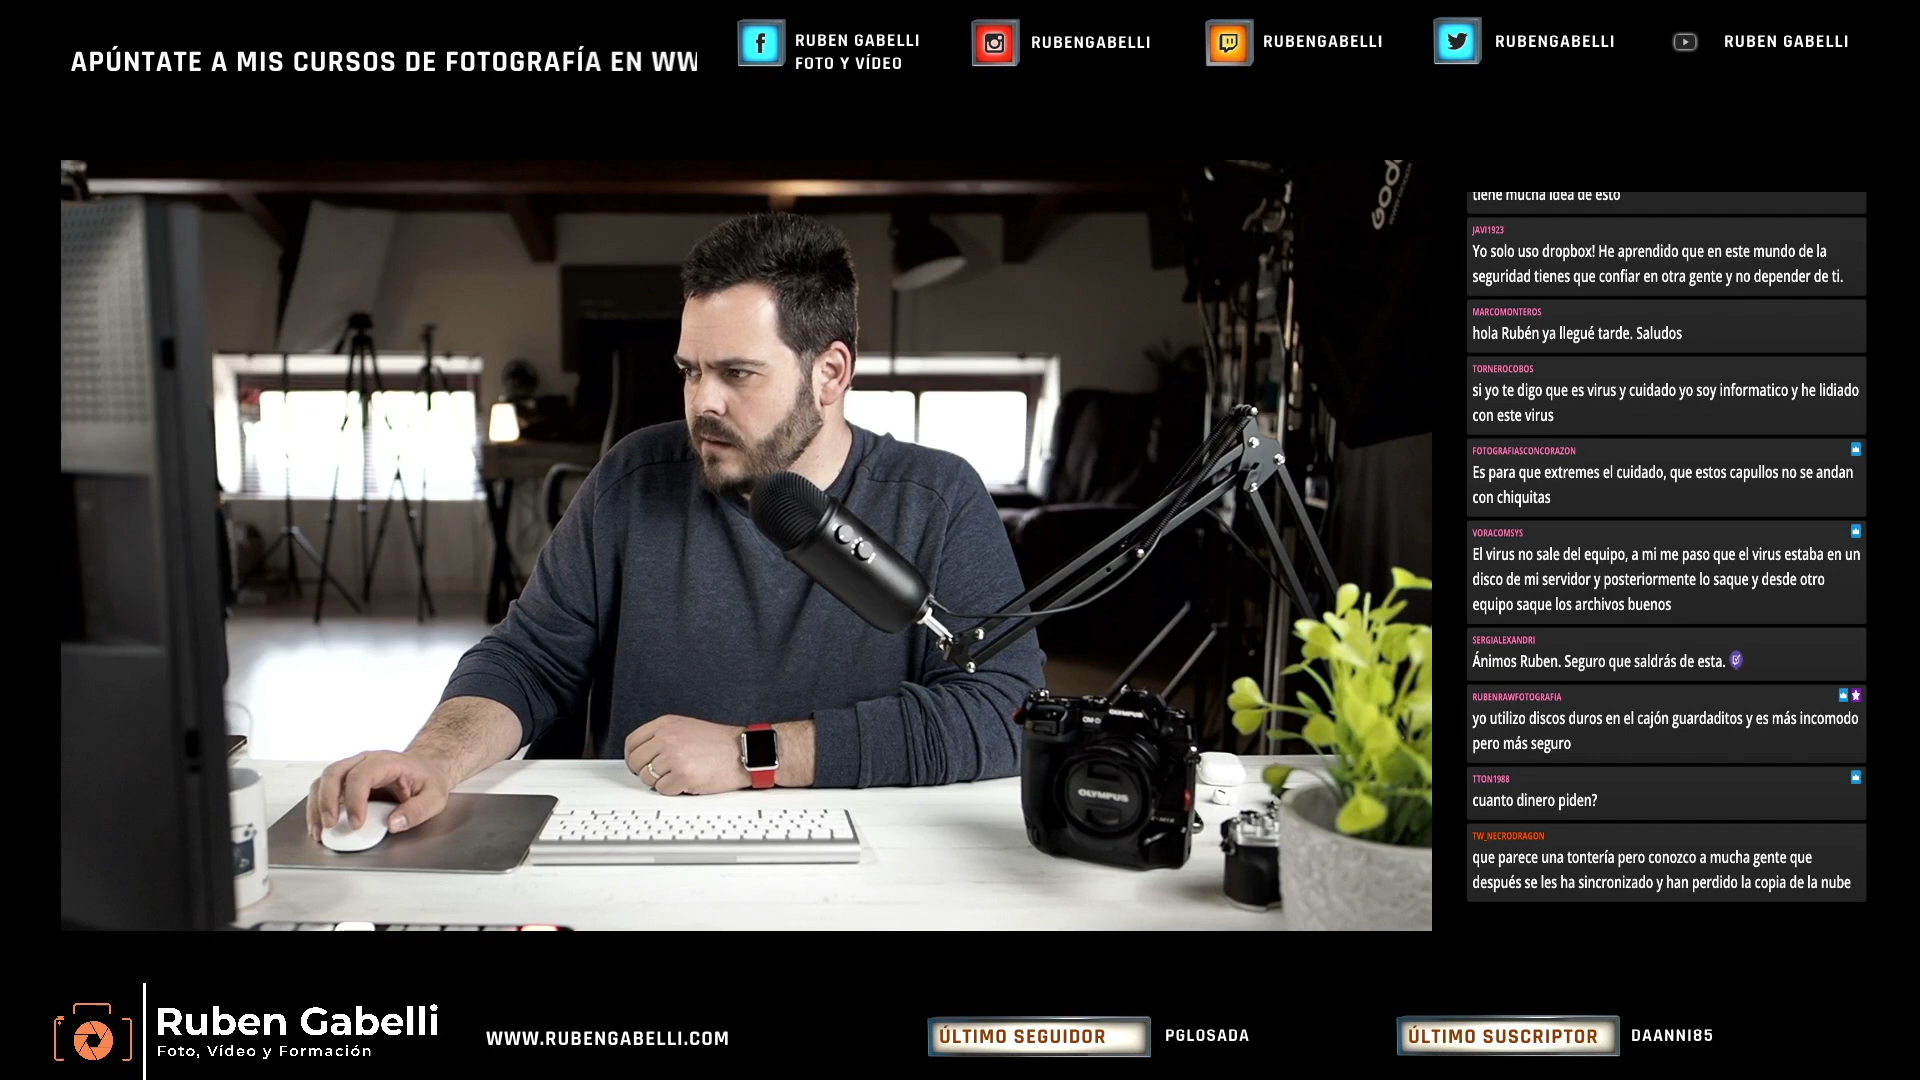 APÚNTATE A MIS CURSOS DE FOTOGRAFÍA EN WW
RUBEN GABELLI
FOTO Y VÍDEO
RUBENGABELLI
RUBENGABELLI
RUBENGABELLI
RUBEN GABELLI
GODOX
tiene mucha idea de esto
JAVI1923
Yo solo uso dropbox! He aprendido que en este mundo de la
seguridad tienes que confiar en otra gente y no depender de ti.
MARCOMONTEROS
hola Rubén ya llegué tarde. Saludos
TORNEROCOBOS
si yo te digo que es virus y cuidado yo soy informatico y he lidiado
con este virus
FOTOGRAFIASCONCORAZON
Es para que extremes el cuidado, que estos capullos no se andan
con chiquitas
VORACOMSYS
El virus no sale del equipo, a mi me paso que el virus estaba en un
disco de mi servidor y posteriormente lo saque y desde otro
equipo saque los archivos buenos
SERGIALEXANDRI
Ánimos Ruben. Seguro que saldrás de esta.
RUBENRAWFOTOGRAFIA
yo utilizo discos duros en el cajón guardaditos y es más incomodo
pero más seguro
TTON1988
cuanto dinero piden?
TW_NECRODRAGON
que parece una tontería pero conozco a mucha gente que
después se les ha sincronizado y han perdido la copia de la nube
OM-D
OLYMPUS
OLYMPUS
Ruben Gabelli
Foto, Vídeo y Formación
WWW.RUBENGABELLI.COM
ÚLTIMO SEGUIDOR
PGLOSADA
ÚLTIMO SUSCRIPTOR
DAANNI85